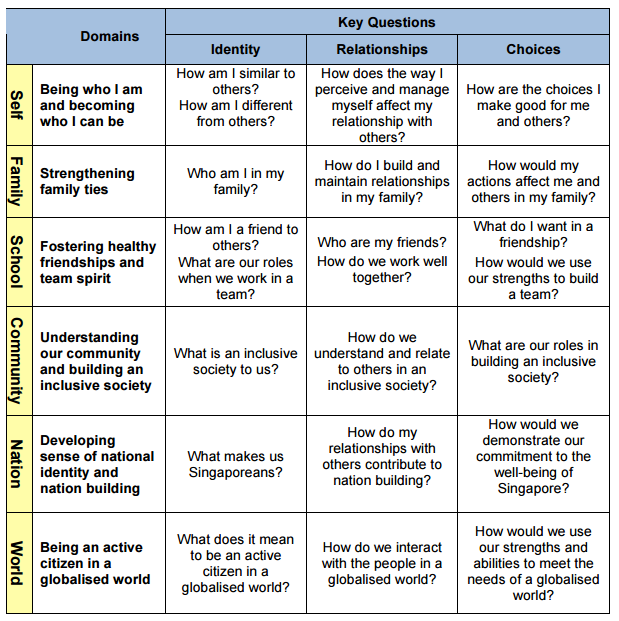 Domains
Key Questions
Identity
Relationships
Choices
Self
Being who I am
and becoming
who I can be
How am I similar to
others?
How am I different
from others?
How does the way I
perceive and manage
myself affect my
relationship with
others?
How are the choices I
make good for me
and others?
Family
Strengthening
family ties
Who am I in my
family?
How do I build and
maintain relationships
in my family?
How would my
actions affect me and
others in my family?
School
Fostering healthy
friendships and
team spirit
How am I a friend to
others?
What are our roles
when we work in a
team?
Who are my friends?
How do we work well
together?
What do I want in a
friendship?
How would we use
our strengths to build
a team?
Community
Understanding
our community
and building an
inclusive society
What is an inclusive
society to us?
How do we
understand and relate
to others in an
inclusive society?
What are our roles in
building an inclusive
society?
Nation
Developing
sense of national
identity and
nation building
What makes us
Singaporeans?
How do my
relationships with
others contribute to
nation building?
How would we
demonstrate our
commitment to the
well-being of
Singapore?
World
Being an active
citizen in a
globalised world
What does it mean
to be an active
citizen in a
globalised world?
How do we interact
with the people in a
globalised world?
How would we use
our strengths and
abilities to meet the
needs of a globalised
world?